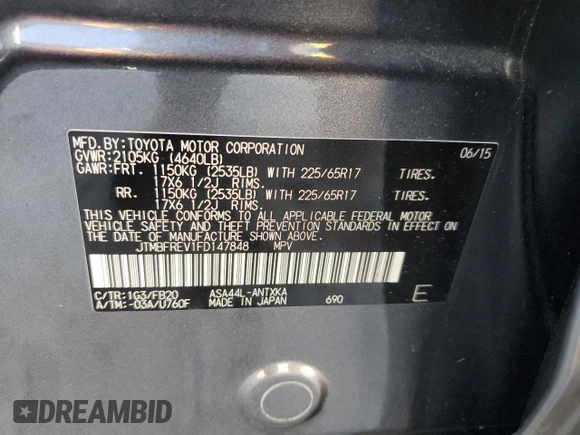 MFD.BY:TOYOTA MOTOR CORPORATION 06/15
GVWR:2105KG (4640LB)
GAWR:FRT. 1150KG (2535LB) WITH 225/65R17 TIRES.
17X6 1/2J RIMS.
RR. 1150KG (2535LB) WITH 225/65R17 TIRES.
17X6 1/2J RIMS.
THIS VEHICLE CONFORMS TO ALL APPLICABLE FEDERAL MOTOR
VEHICLE SAFETY AND THEFT PREVENTION STANDARDS IN EFFECT ON
THE DATE OF MANUFACTURE SHOWN ABOVE.
JTMBFREV1FD147848 MPV
C/TR:1G3/FB20 ASA44L-ANTXKA
A/TM:-03A/U760F MADE IN JAPAN 690 E
DREAMBID